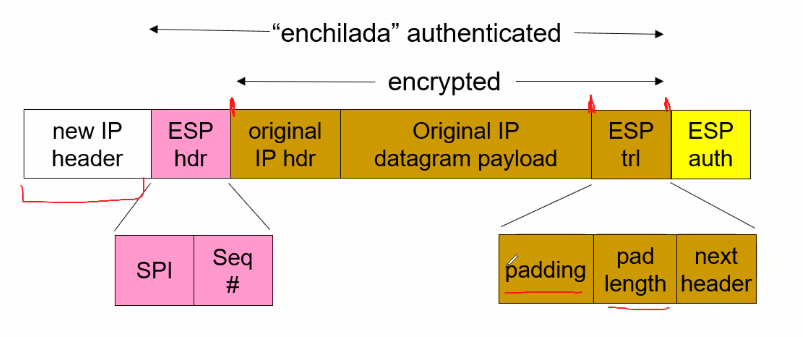 “enchilada” authenticated
encrypted
new IP
header
ESP
hdr
original
IP hdr
Original IP
datagram payload
ESP
trl
ESP
auth
SPI
Seq
#
padding
pad
length
next
header